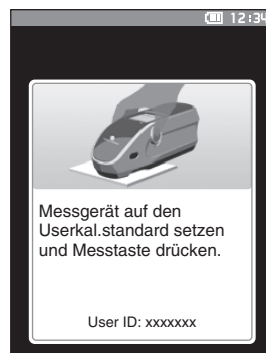 12:34
Messgerät auf den
Userkal.standard setzen
und Messtaste drücken.
User ID: xxxxxxx